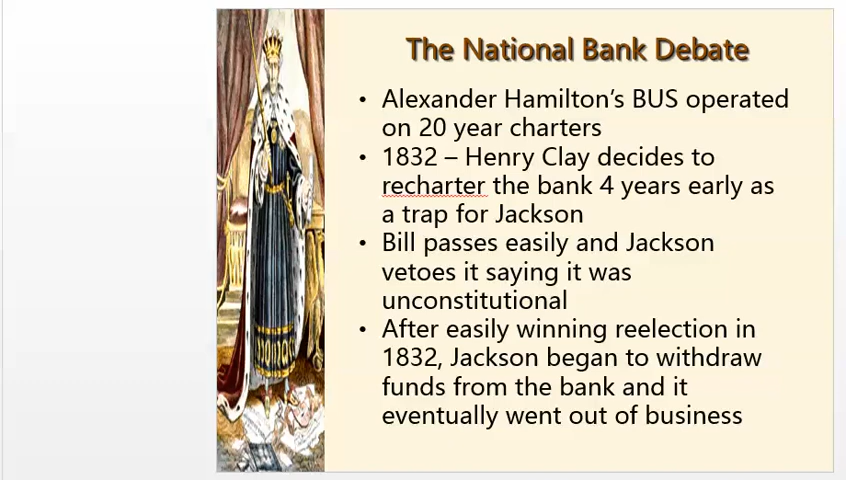 The National Bank Debate
• Alexander Hamilton’s BUS operated
on 20 year charters
• 1832 – Henry Clay decides to
recharter the bank 4 years early as
a trap for Jackson
• Bill passes easily and Jackson
vetoes it saying it was
unconstitutional
• After easily winning reelection in
1832, Jackson began to withdraw
funds from the bank and it
eventually went out of business